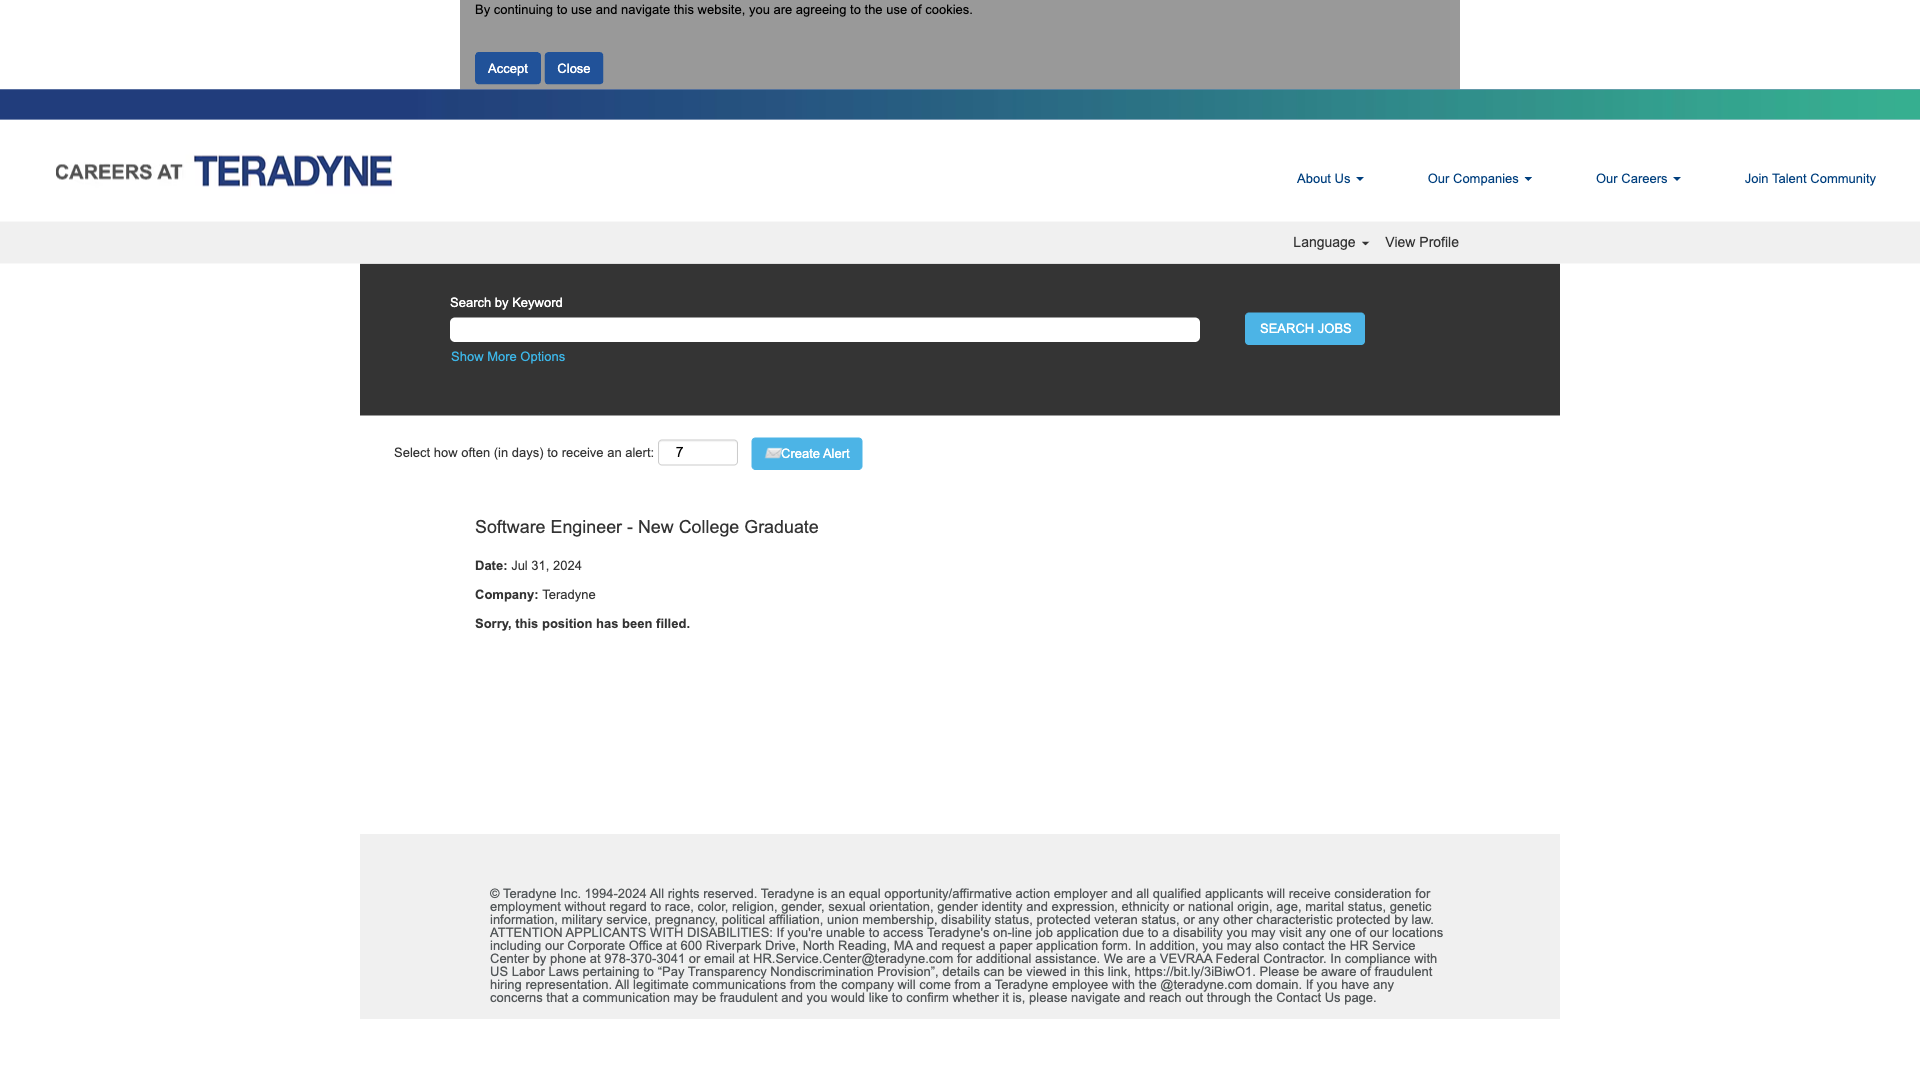 By continuing to use and navigate this website, you are agreeing to the use of cookies.
Accept Close
CAREERS AT TERADYNE
About Us Our Companies Our Careers Join Talent Community
Language View Profile
Search by Keyword
SEARCH JOBS
Show More Options
Select how often (in days) to receive an alert: 7 Create Alert
Software Engineer - New College Graduate
Date: Jul 31, 2024
Company: Teradyne
Sorry, this position has been filled.
© Teradyne Inc. 1994-2024 All rights reserved. Teradyne is an equal opportunity/affirmative action employer and all qualified applicants will receive consideration for
employment without regard to race, color, religion, gender, sexual orientation, gender identity and expression, ethnicity or national origin, age, marital status, genetic
information, military service, pregnancy, political affiliation, union membership, disability status, protected veteran status, or any other characteristic protected by law.
ATTENTION APPLICANTS WITH DISABILITIES: If you're unable to access Teradyne's on-line job application due to a disability you may visit any one of our locations
including our Corporate Office at 600 Riverpark Drive, North Reading, MA and request a paper application form. In addition, you may also contact the HR Service
Center by phone at 978-370-3041 or email at HR.Service.Center@teradyne.com for additional assistance. We are a VEVRAA Federal Contractor. In compliance with
US Labor Laws pertaining to “Pay Transparency Nondiscrimination Provision”, details can be viewed in this link, https://bit.ly/3iBiwO1. Please be aware of fraudulent
hiring representation. All legitimate communications from the company will come from a Teradyne employee with the @teradyne.com domain. If you have any
concerns that a communication may be fraudulent and you would like to confirm whether it is, please navigate and reach out through the Contact Us page.